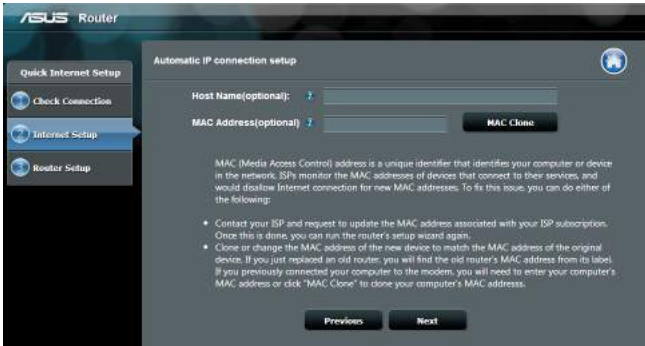 ASUS Router
Quick Internet Setup
1 Check Connection
2 Internet Setup
3 Router Setup
Automatic IP connection setup
Host Name(optional): ?
MAC Address(optional) ? MAC Clone
MAC (Media Access Control) address is a unique identifier that identifies your computer or device
in the network. ISPs monitor the MAC addresses of devices that connect to their services, and
would disallow Internet connection for new MAC addresses. To fix this issue, you can do either of
the following:
• Contact your ISP and request to update the MAC address associated with your ISP subscription.
Once this is done, you can run the router's setup wizard again.
• Clone or change the MAC address of the new device to match the MAC address of the original
device. If you just replaced an old router, you will find the old router's MAC address from its label.
If you previously connected your computer to the modem, you will need to enter your computer's
MAC address or click "MAC Clone" to clone your computer's MAC addresss.
Previous Next